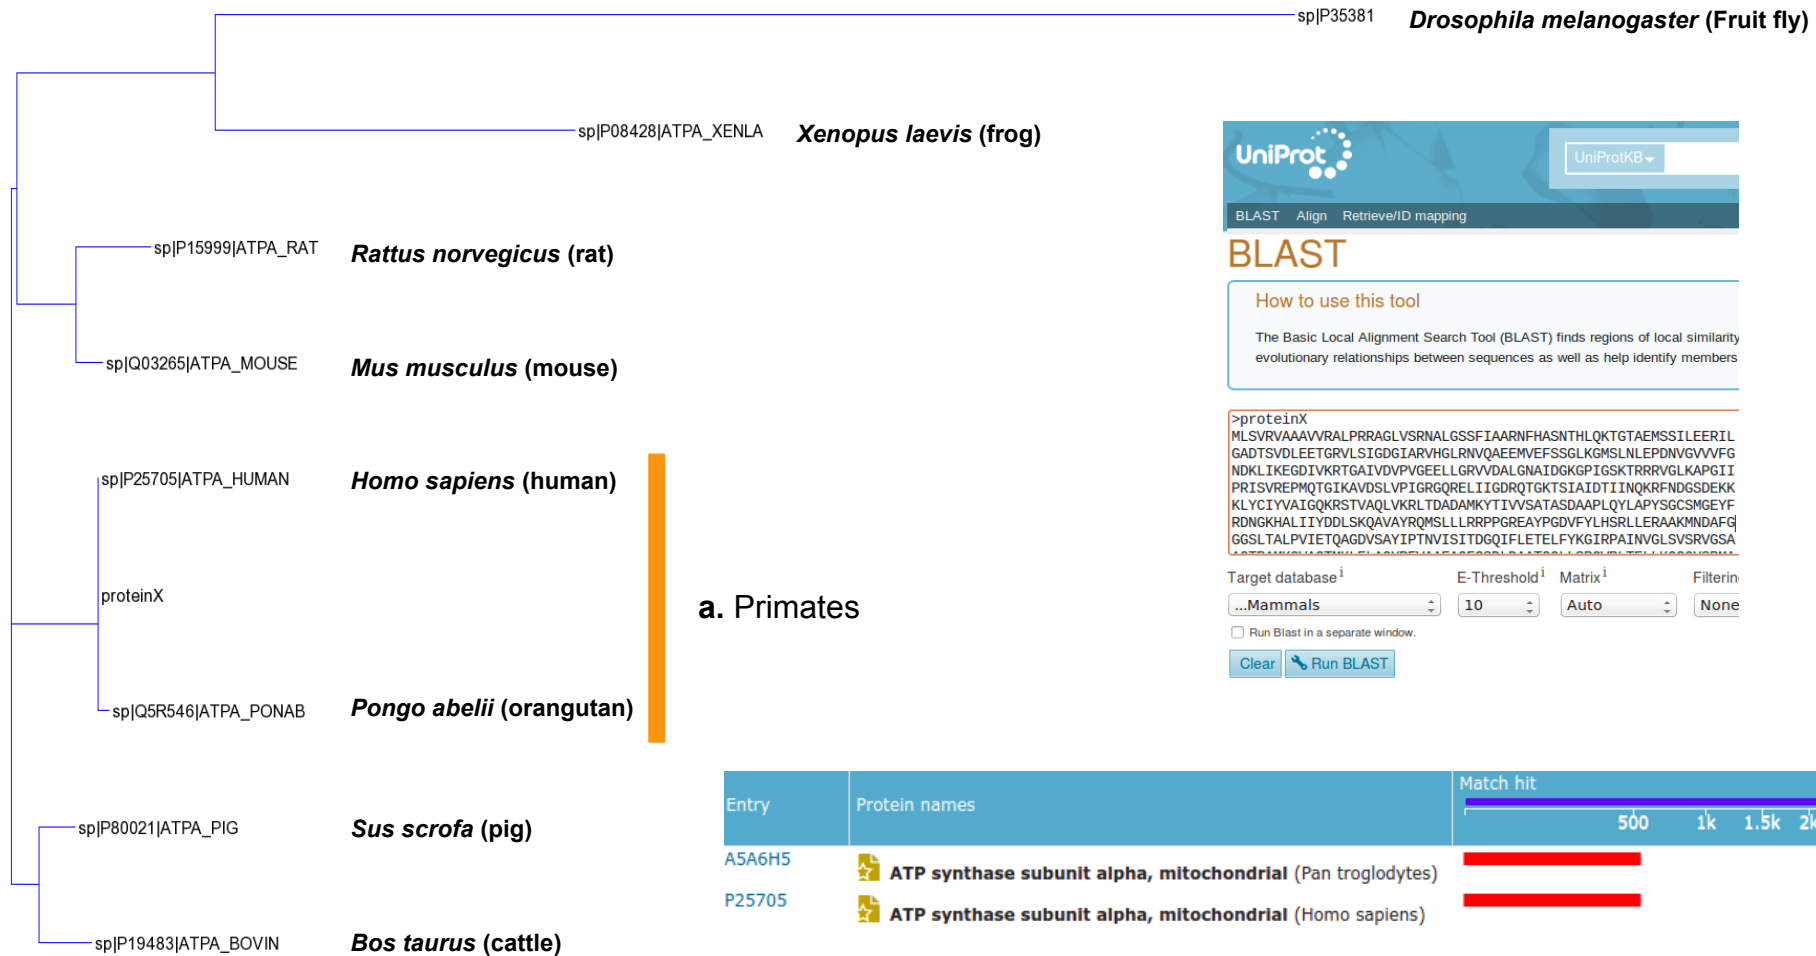 sp|P35381 Drosophila melanogaster (Fruit fly)
sp|P08428|ATPA_XENLA Xenopus laevis (frog)
sp|P15999|ATPA_RAT Rattus norvegicus (rat)
sp|Q03265|ATPA_MOUSE Mus musculus (mouse)
sp|P25705|ATPA_HUMAN Homo sapiens (human)
proteinX
sp|Q5R546|ATPA_PONAB Pongo abelii (orangutan)
sp|P80021|ATPA_PIG Sus scrofa (pig)
sp|P19483|ATPA_BOVIN Bos taurus (cattle)
a. Primates
UniProt
UniProtKB
BLAST Align Retrieve/ID mapping
BLAST
How to use this tool
The Basic Local Alignment Search Tool (BLAST) finds regions of local similarity
evolutionary relationships between sequences as well as help identify members
>proteinX
MLSVRVAAAVVRALPRRAGLVSRNALGSSFIAARNFHASNTHLQKTGTAEMSSILEERIL
GADTSVDLEETGRVLSIGDGIARVHGLRNVQAEEMVEFSSGLKGMSLNLEPDNVGVVVFG
NDKLIKEGDIVKRTGAIVDVPVGEELLGRVVDALGNAIDGKGPIGSKTRRRVGLKAPGII
PRISVREPMQTGIKAVDSLVPIGRGQRELIIGDRQTGKTSIAIDTIINQKRFNDGSDEKK
KLYCIYVAIGQKRSTVAQLVKRLTDADAMKYTIVVSATASDAAPLQYLAPYSGCSMGEYF
RDNGKHALIIYDDLSKQAVAYRQMSLLLRRPPGREAYPGDVFYLHSRLLERAAKMNDAFG
GGSLTALPVIETQAGDVSAYIPTNVISITDGQIFLETELFYKGIRPAINVGLSVSRVGSA
Target database i E-Threshold i Matrix i Filtering
...Mammals 10 Auto None
Run Blast in a separate window.
Clear Run BLAST
Entry Protein names Match hit
500 1k 1.5k 2k
A5A6H5 ATP synthase subunit alpha, mitochondrial (Pan troglodytes)
P25705 ATP synthase subunit alpha, mitochondrial (Homo sapiens)